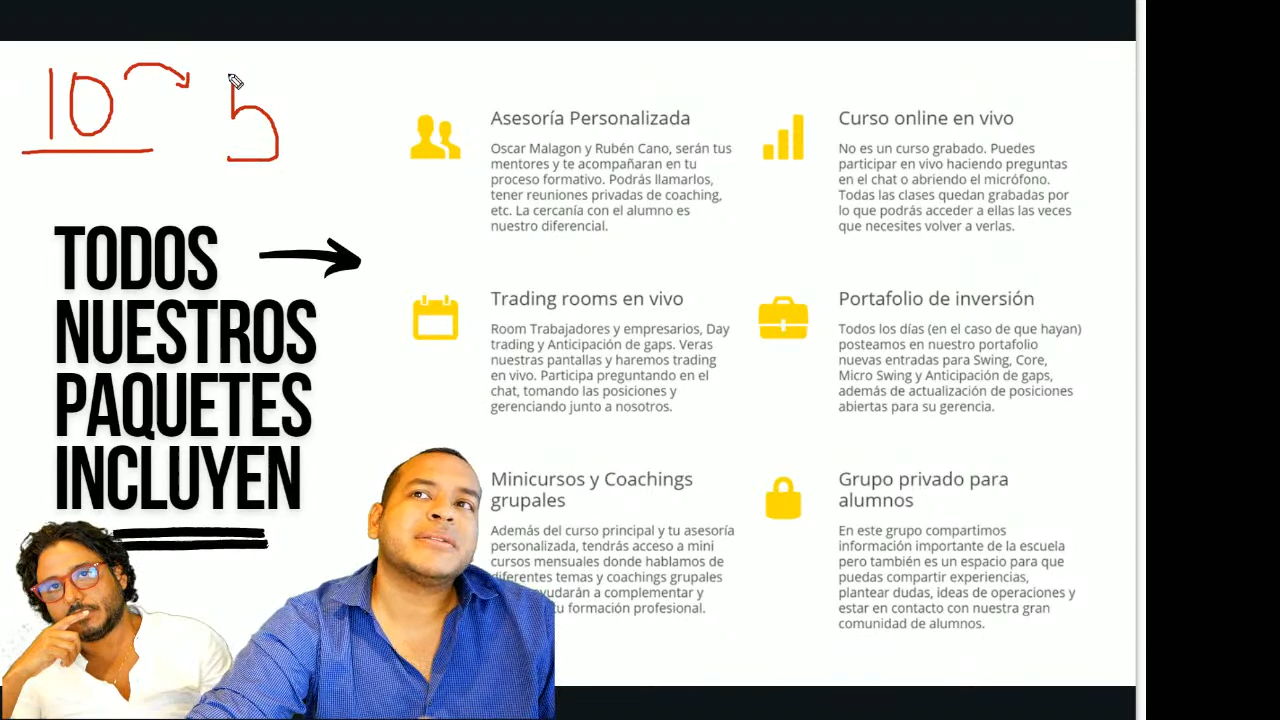 10 5
TODOS
NUESTROS
PAQUETES
INCLUYEN
Asesoría Personalizada
Oscar Malagon y Rubén Cano, serán tus
mentores y te acompañaran en tu
proceso formativo. Podrás llamarlos,
tener reuniones privadas de coaching,
etc. La cercanía con el alumno es
nuestro diferencial.
Curso online en vivo
No es un curso grabado. Puedes
participar en vivo haciendo preguntas
en el chat o abriendo el micrófono.
Todas las clases quedan grabadas por
lo que podrás acceder a ellas las veces
que necesites volver a verlas.
Trading rooms en vivo
Room Trabajadores y empresarios, Day
trading y Anticipación de gaps. Veras
nuestras pantallas y haremos trading
en vivo. Participa preguntando en el
chat, tomando las posiciones y
gerenciando junto a nosotros.
Portafolio de inversión
Todos los días (en el caso de que hayan)
posteamos en nuestro portafolio
nuevas entradas para Swing, Core,
Micro Swing y Anticipación de gaps,
además de actualización de posiciones
abiertas para su gerencia.
Minicursos y Coachings
grupales
Además del curso principal y tu asesoría
personalizada, tendrás acceso a mini
cursos mensuales donde hablamos de
diferentes temas y coachings grupales
yudarán a complementar y
tu formación profesional.
Grupo privado para
alumnos
En este grupo compartimos
información importante de la escuela
pero también es un espacio para que
puedas compartir experiencias,
plantear dudas, ideas de operaciones y
estar en contacto con nuestra gran
comunidad de alumnos.